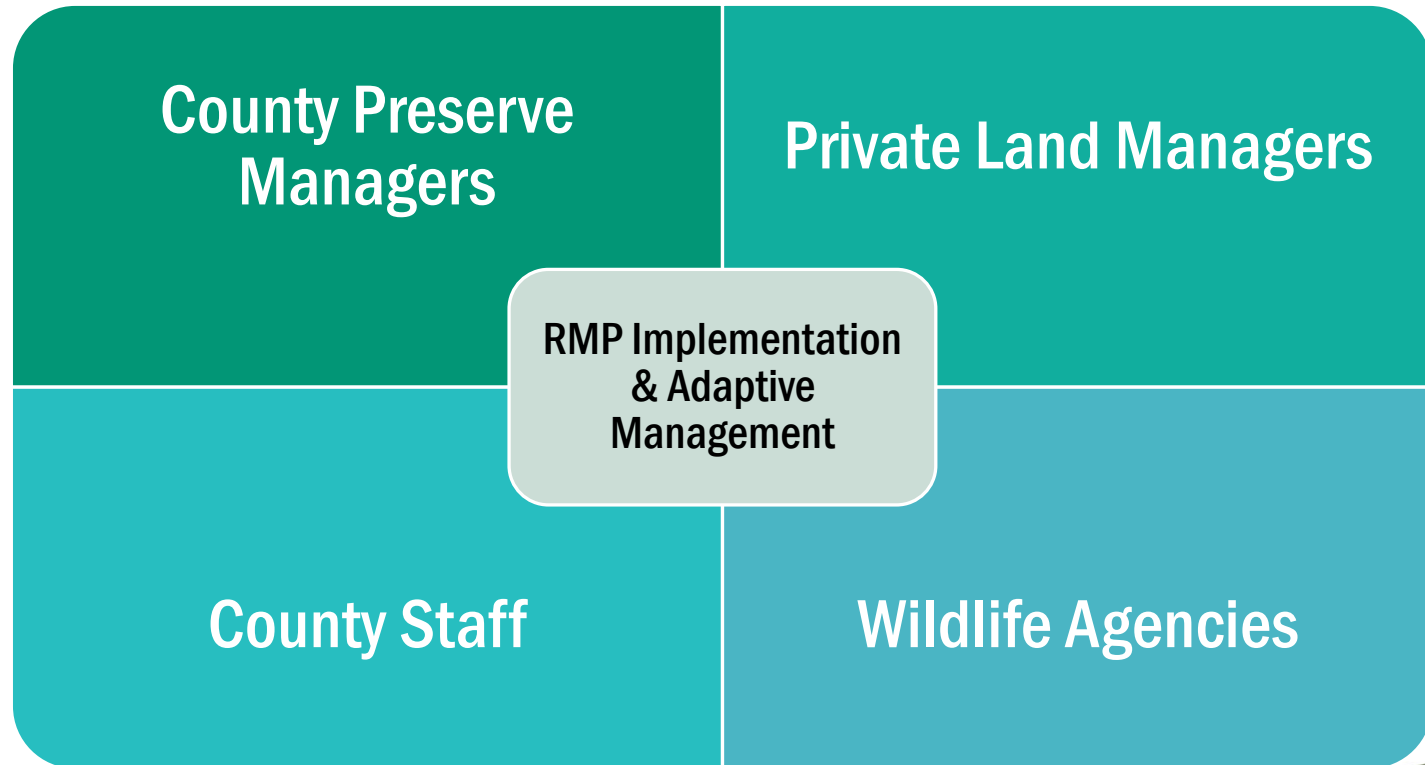 County Preserve
Managers
Private Land Managers
RMP Implementation
& Adaptive
Management
County Staff
Wildlife Agencies